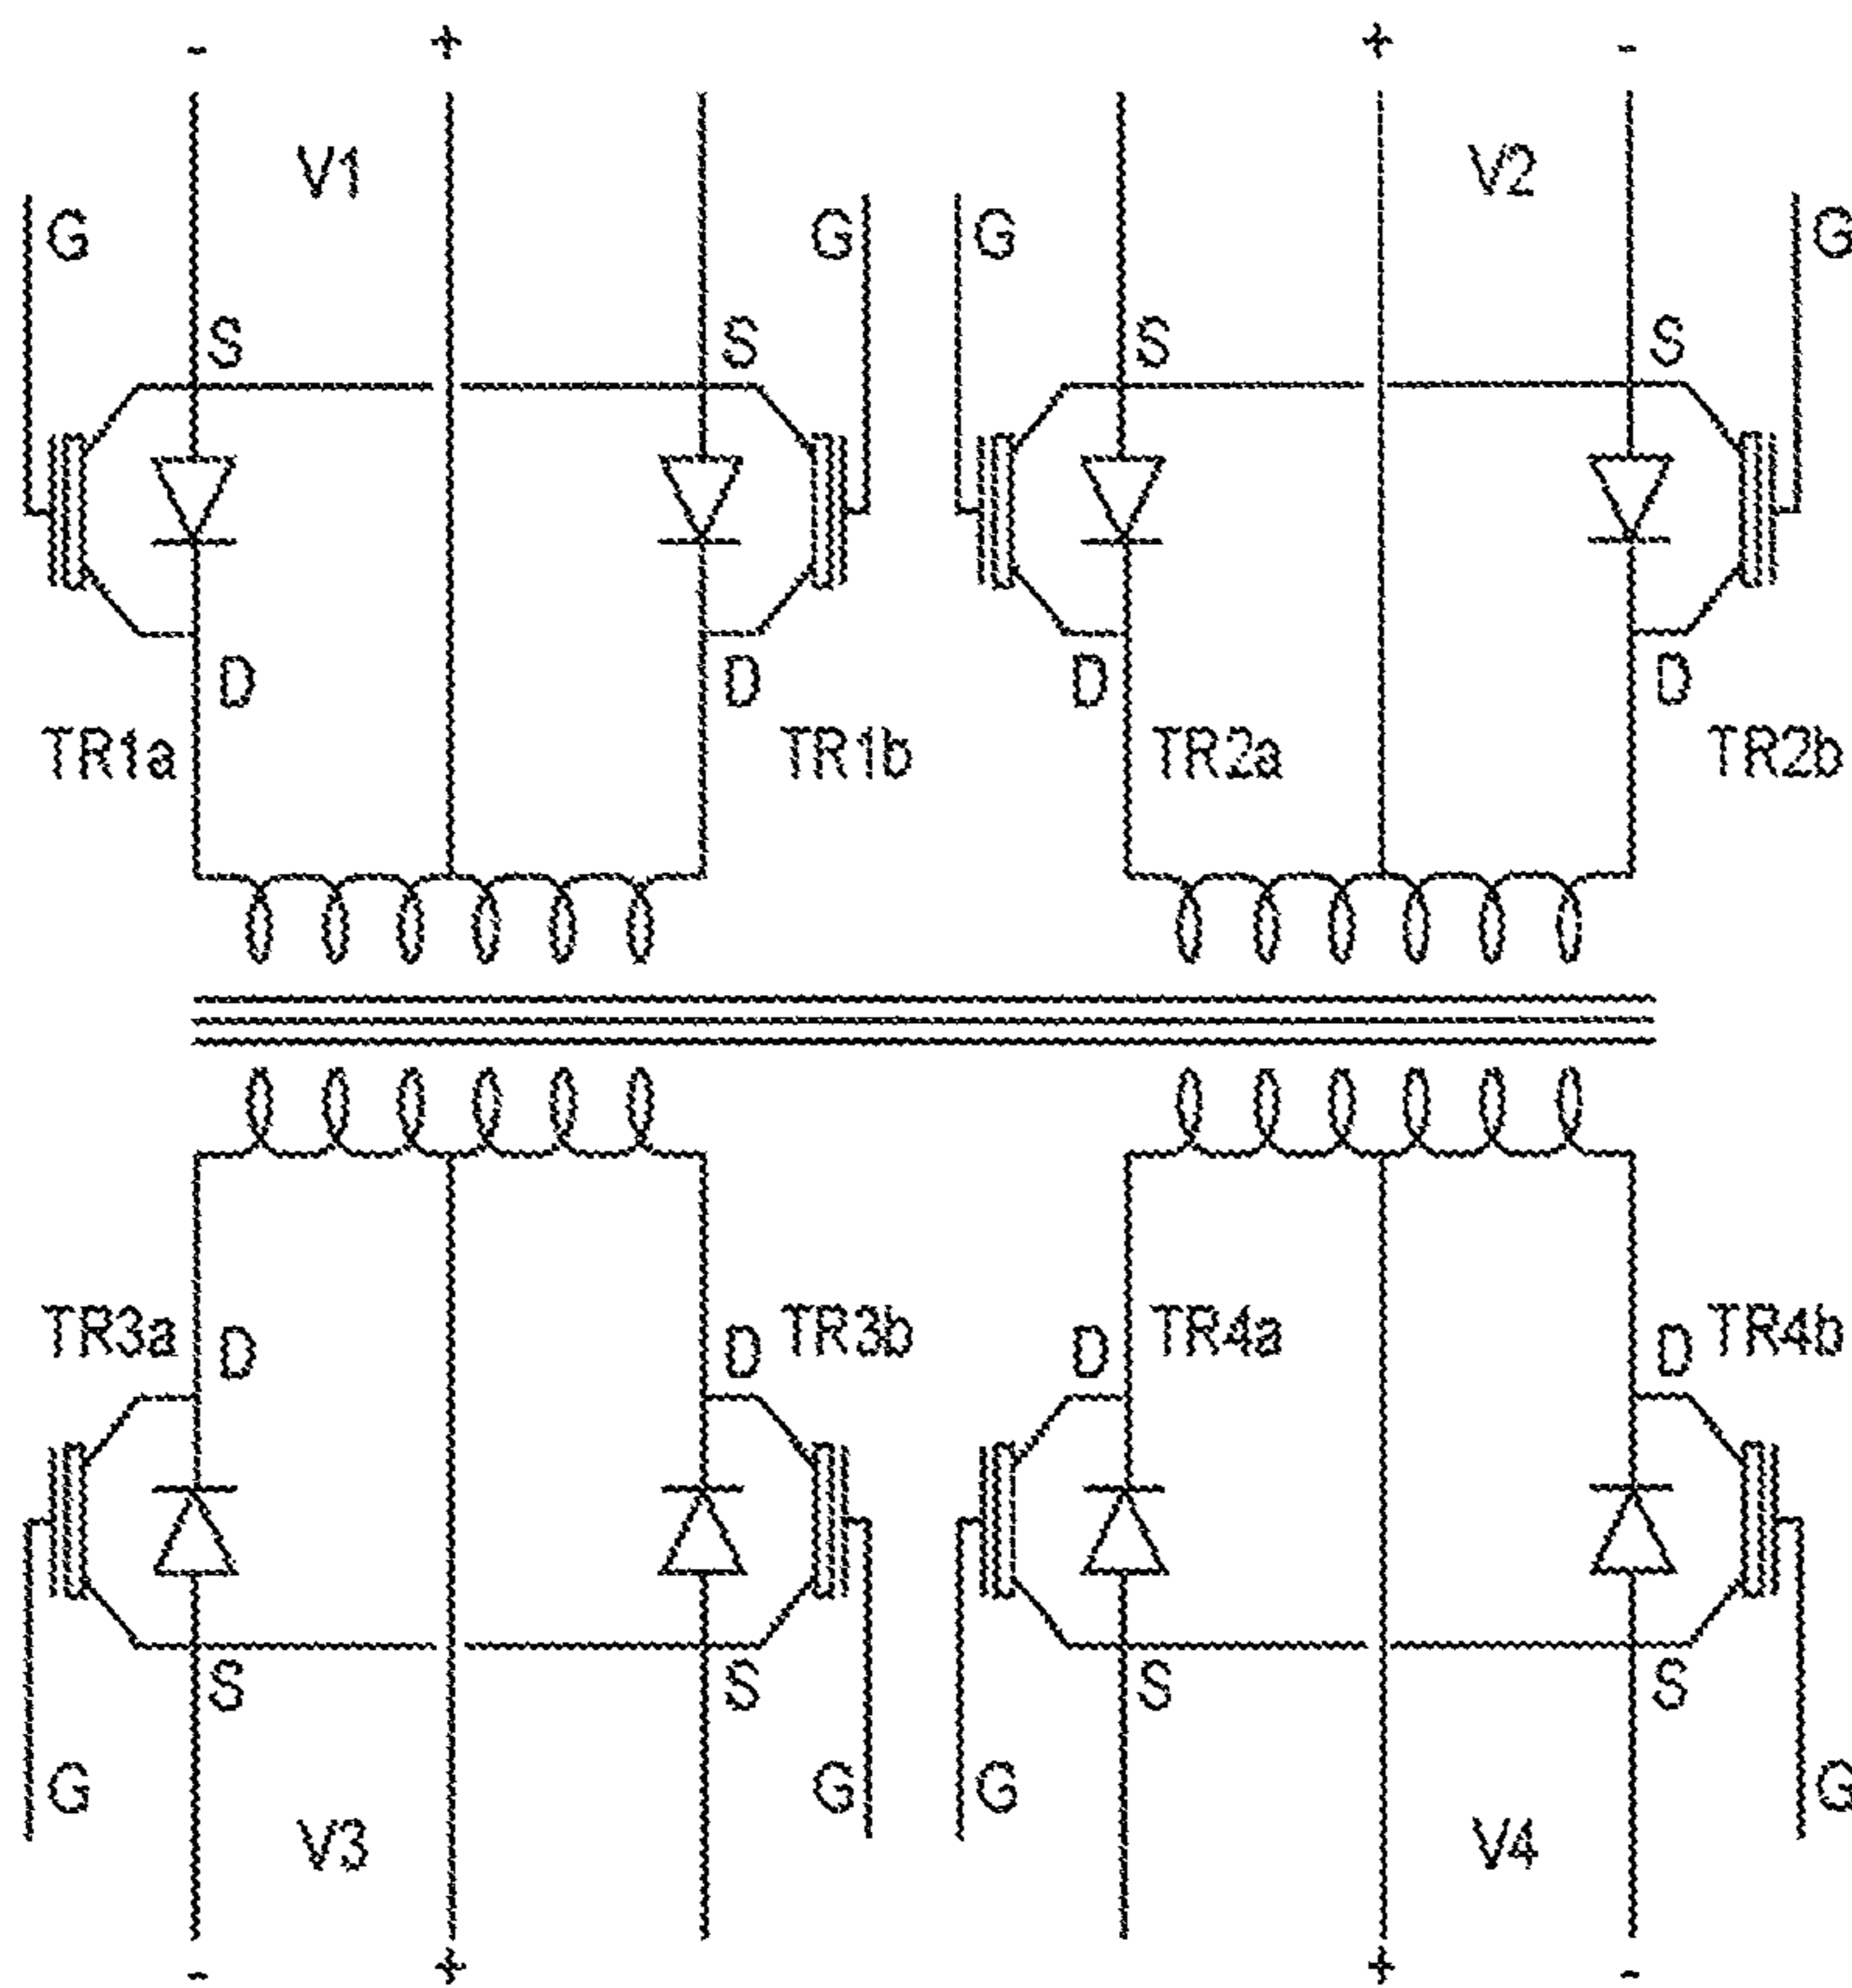 - + + -
V1 V2
G G G G
S S S S
D D D D
TR1a TR1b TR2a TR2b
TR3a D D TR3b D TR4a D TR4b
S S S S
G G G G
V3 V4
- + + -